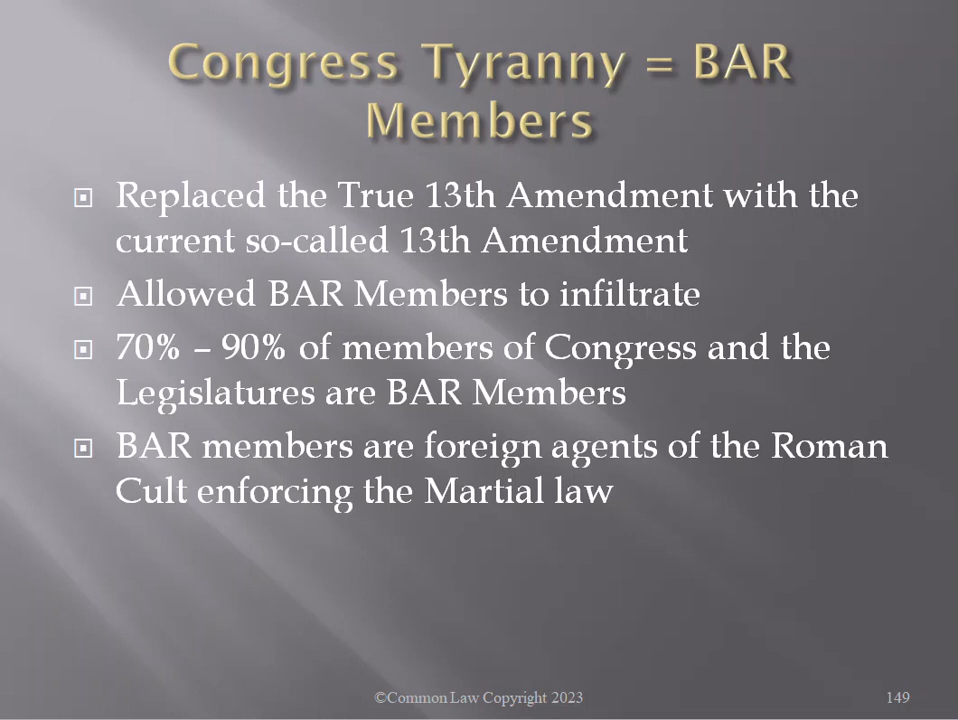 Congress Tyranny = BAR
Members
Replaced the True 13th Amendment with the
current so-called 13th Amendment
Allowed BAR Members to infiltrate
70% – 90% of members of Congress and the
Legislatures are BAR Members
BAR members are foreign agents of the Roman
Cult enforcing the Martial law
©Common Law Copyright 2023
149